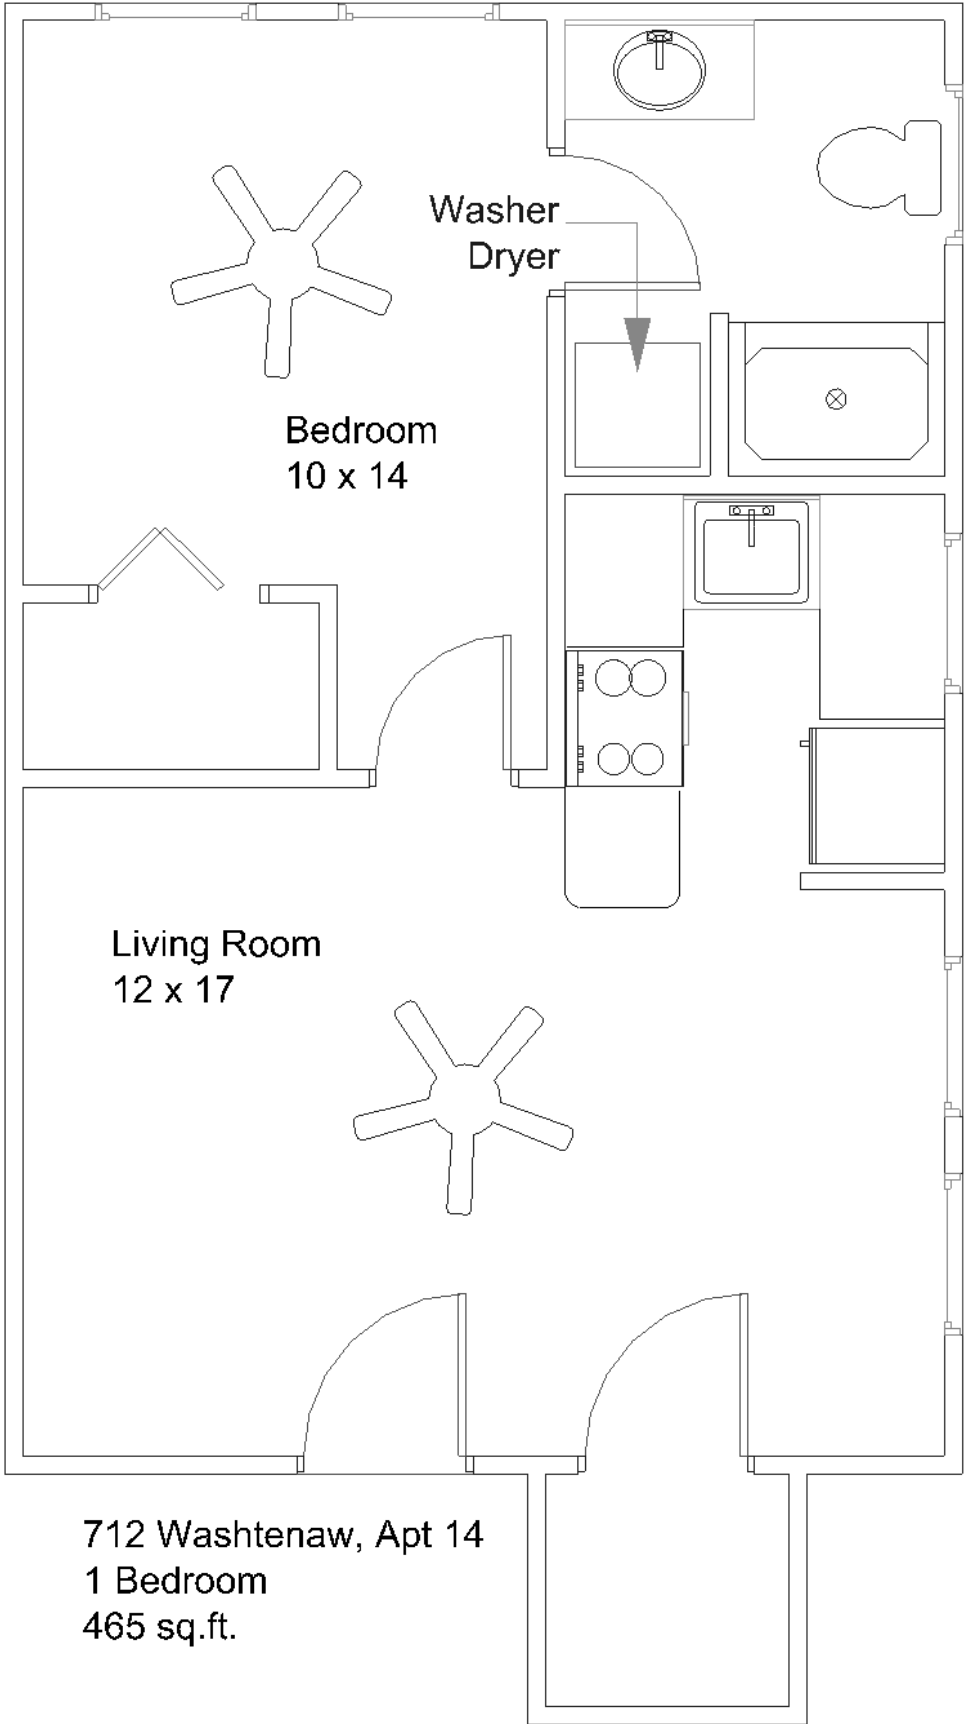 Washer
Dryer
Bedroom
10 x 14
Living Room
12 x 17
712 Washtenaw, Apt 14
1 Bedroom
465 sq.ft.